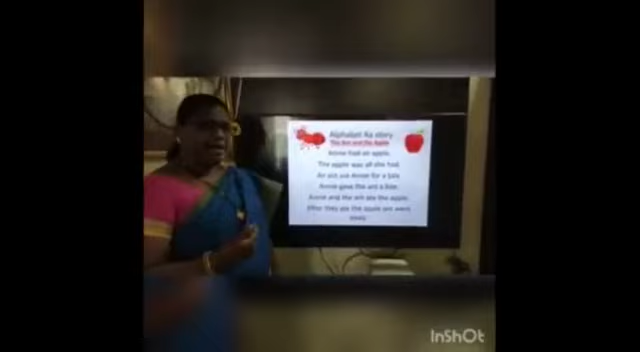 Alphabet Aa story
The Ant and the Apple
Annie had an apple.
The apple was all she had.
An ant ask Annie for a bite
Annie gave the ant a bite.
Annie and the ant ate the apple.
After they ate the apple ant went
InShOt